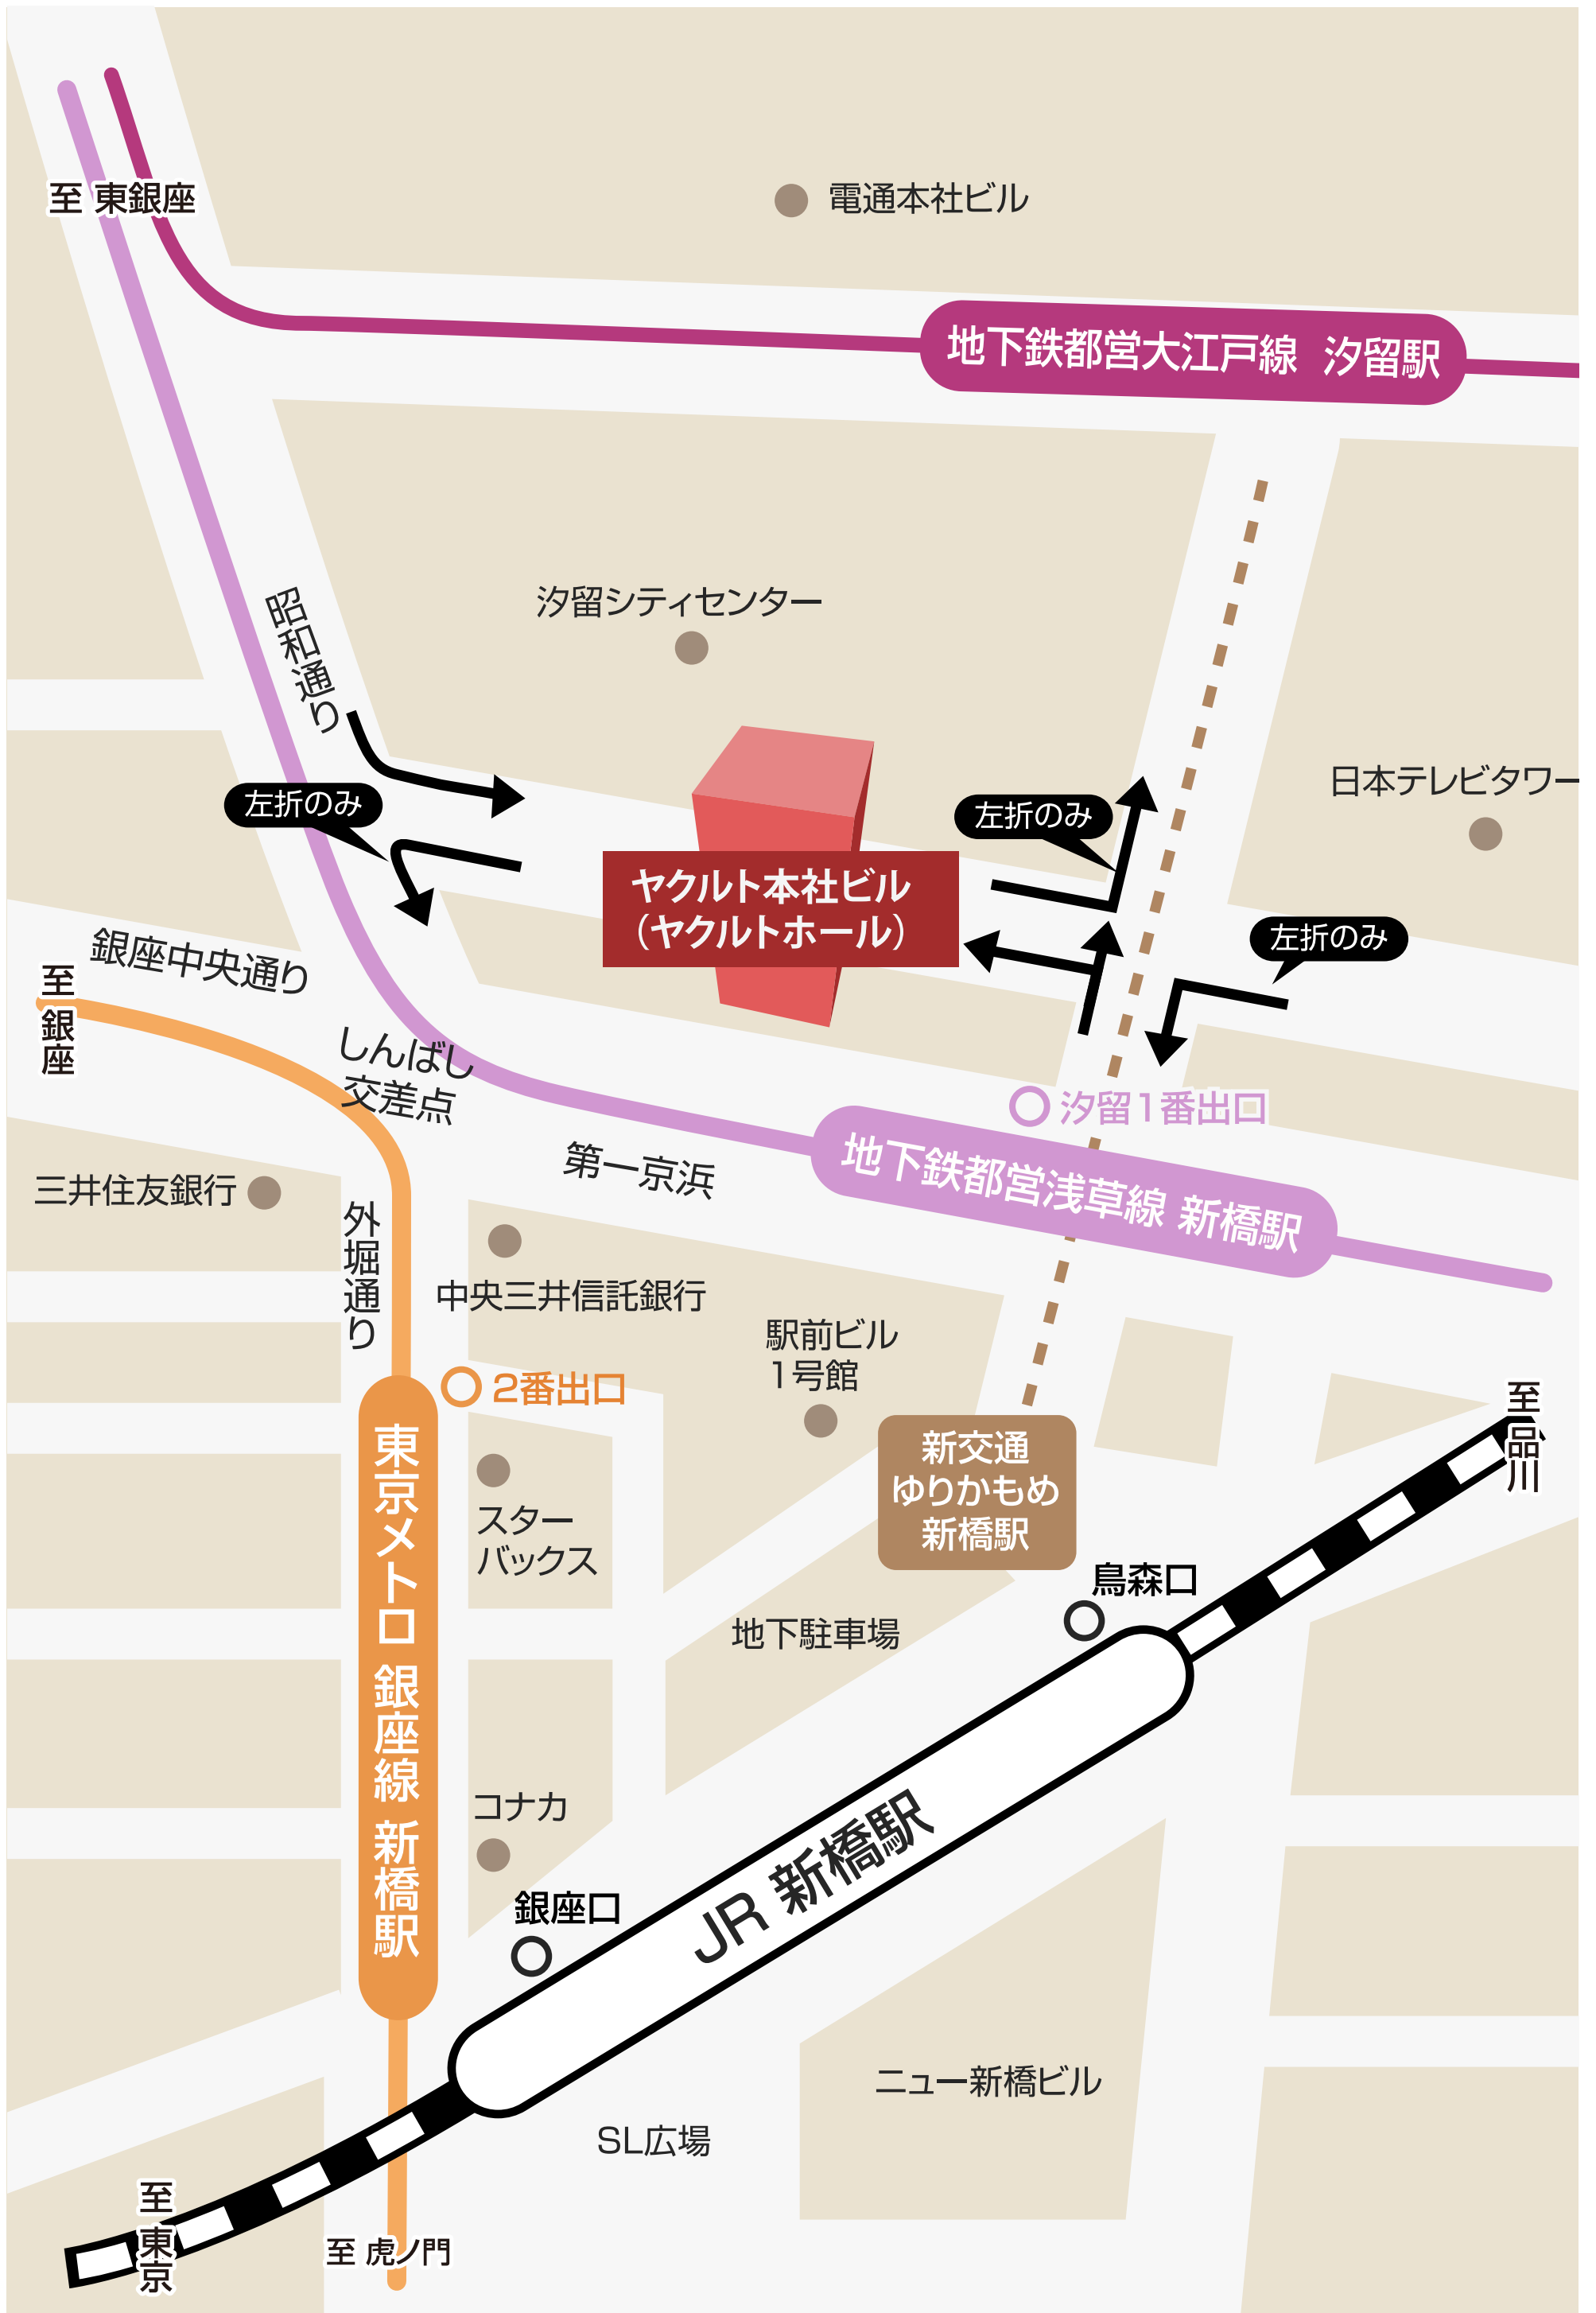 至 東銀座
電通本社ビル
地下鉄都営大江戸線 汐留駅
昭和通り
汐留シティセンター
日本テレビタワー
左折のみ
左折のみ
ヤクルト本社ビル
（ヤクルトホール）
左折のみ
銀座中央通り
至 銀座
しんばし
交差点
汐留1番出口
第一京浜
地下鉄都営浅草線 新橋駅
三井住友銀行
外堀通り
中央三井信託銀行
駅前ビル
1号館
2番出口
至 品川
東京メトロ 銀座線 新橋駅
新交通
ゆりかもめ
新橋駅
スター
バックス
烏森口
地下駐車場
コナカ
JR 新橋駅
銀座口
ニュー新橋ビル
SL広場
至 東京
至 虎ノ門